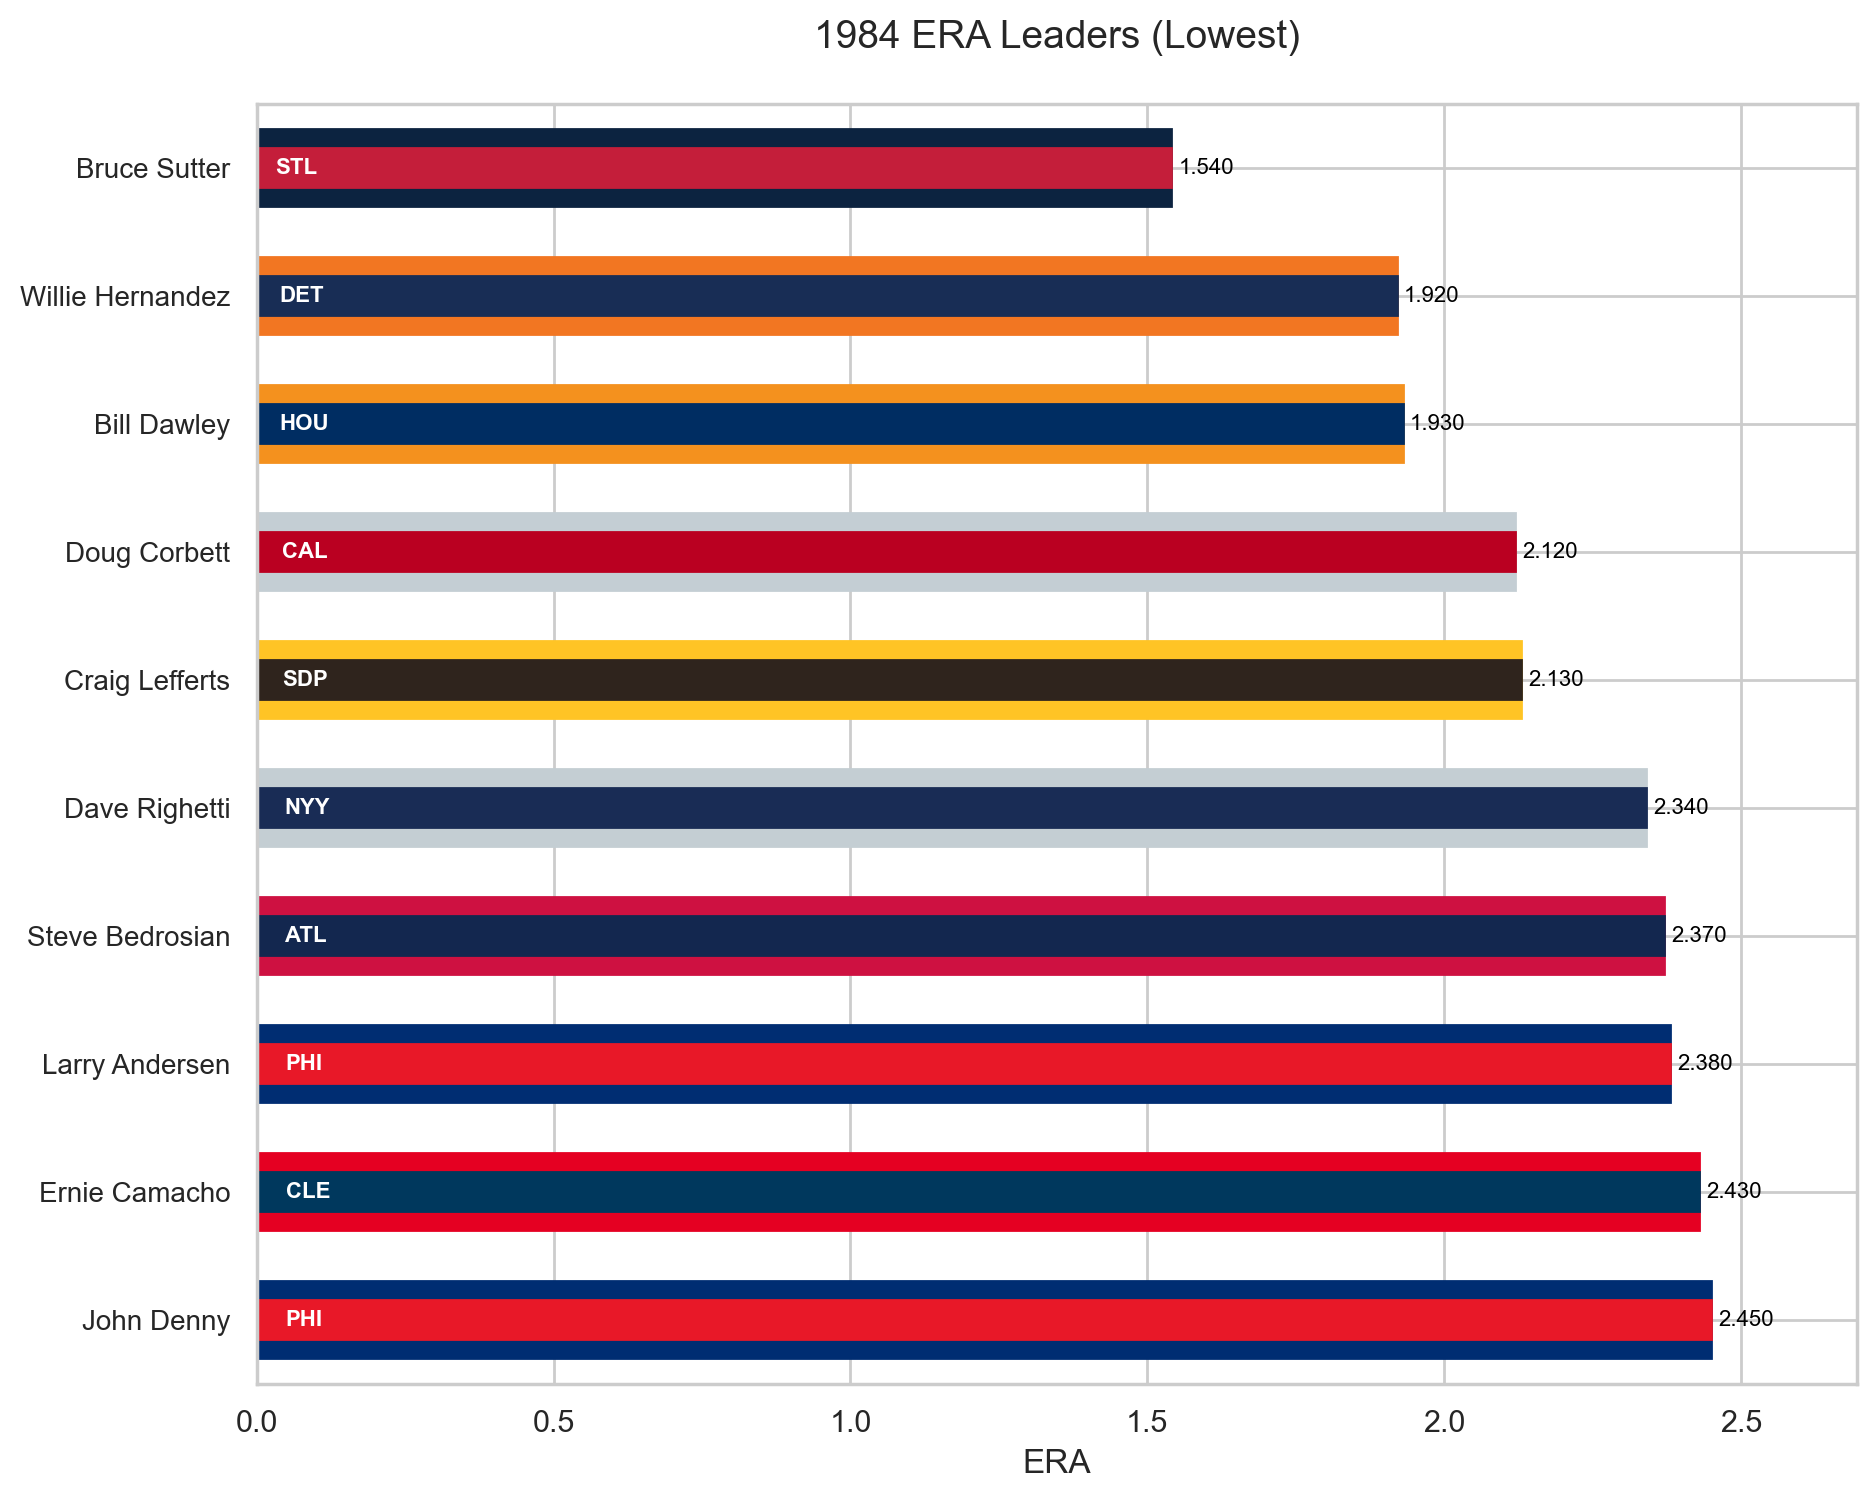 1984 ERA Leaders (Lowest)
Bruce Sutter STL 1.540
Willie Hernandez DET 1.920
Bill Dawley HOU 1.930
Doug Corbett CAL 2.120
Craig Lefferts SDP 2.130
Dave Righetti NYY 2.340
Steve Bedrosian ATL 2.370
Larry Andersen PHI 2.380
Ernie Camacho CLE 2.430
John Denny PHI 2.450
0.0 0.5 1.0 1.5 2.0 2.5
ERA